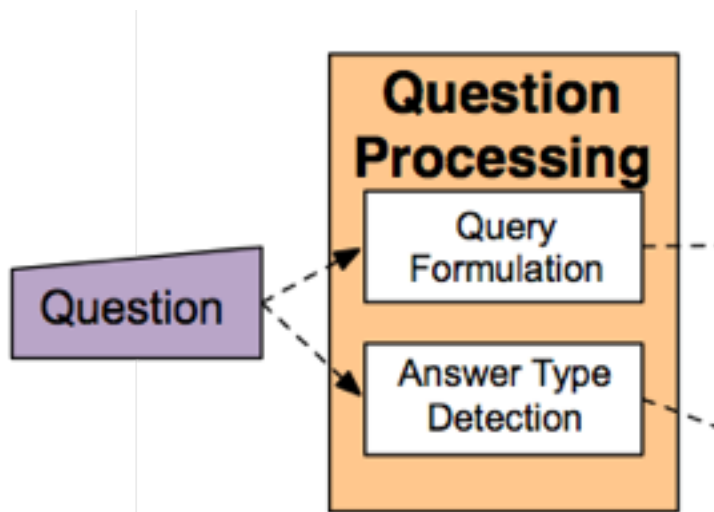 Question
Processing
Query
Formulation
Question
Answer Type
Detection